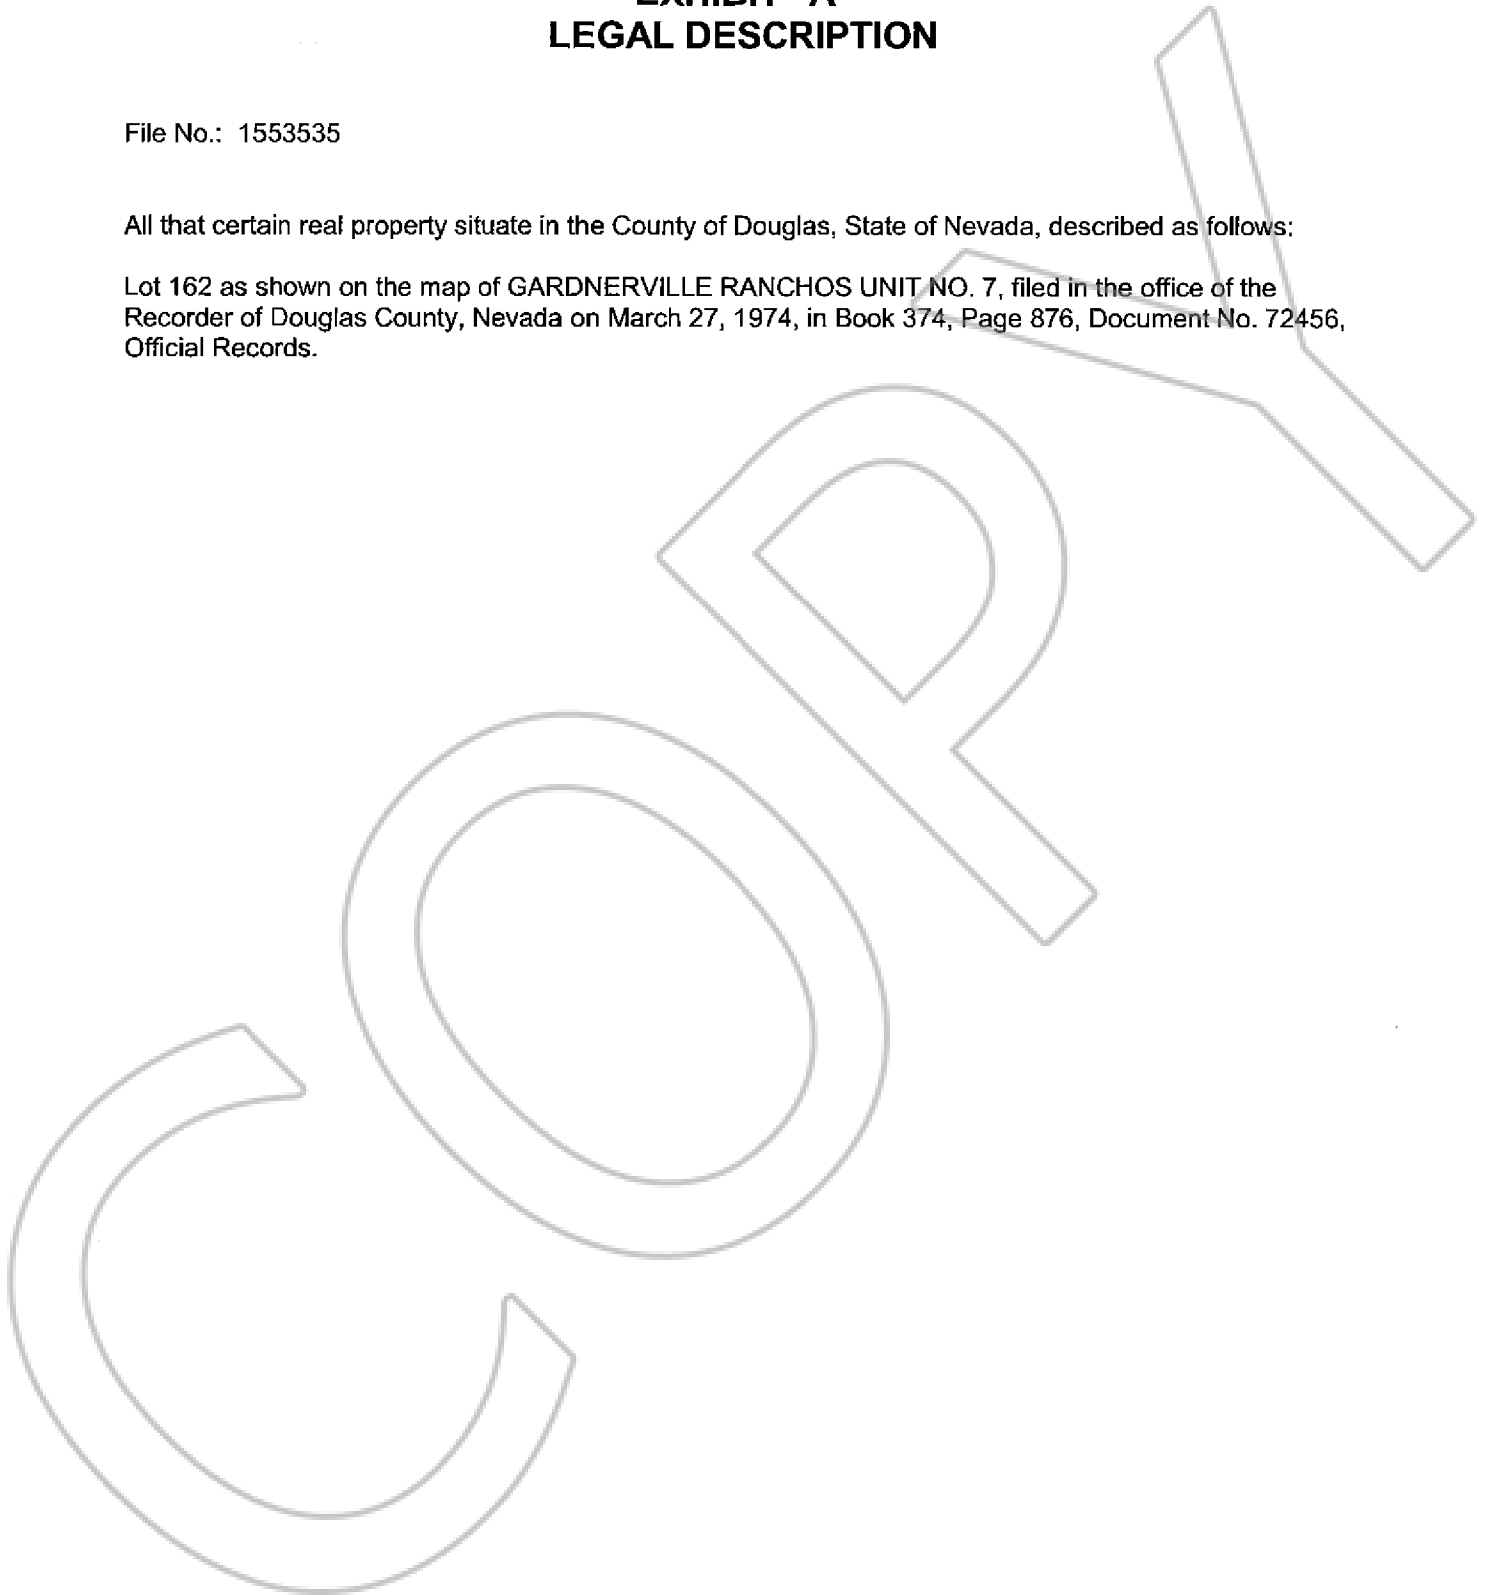 EXHIBIT "A"
LEGAL DESCRIPTION
File No.: 1553535
All that certain real property situate in the County of Douglas, State of Nevada, described as follows:
Lot 162 as shown on the map of GARDNERVILLE RANCHOS UNIT NO. 7, filed in the office of the
Recorder of Douglas County, Nevada on March 27, 1974, in Book 374, Page 876, Document No. 72456,
Official Records.
COPY